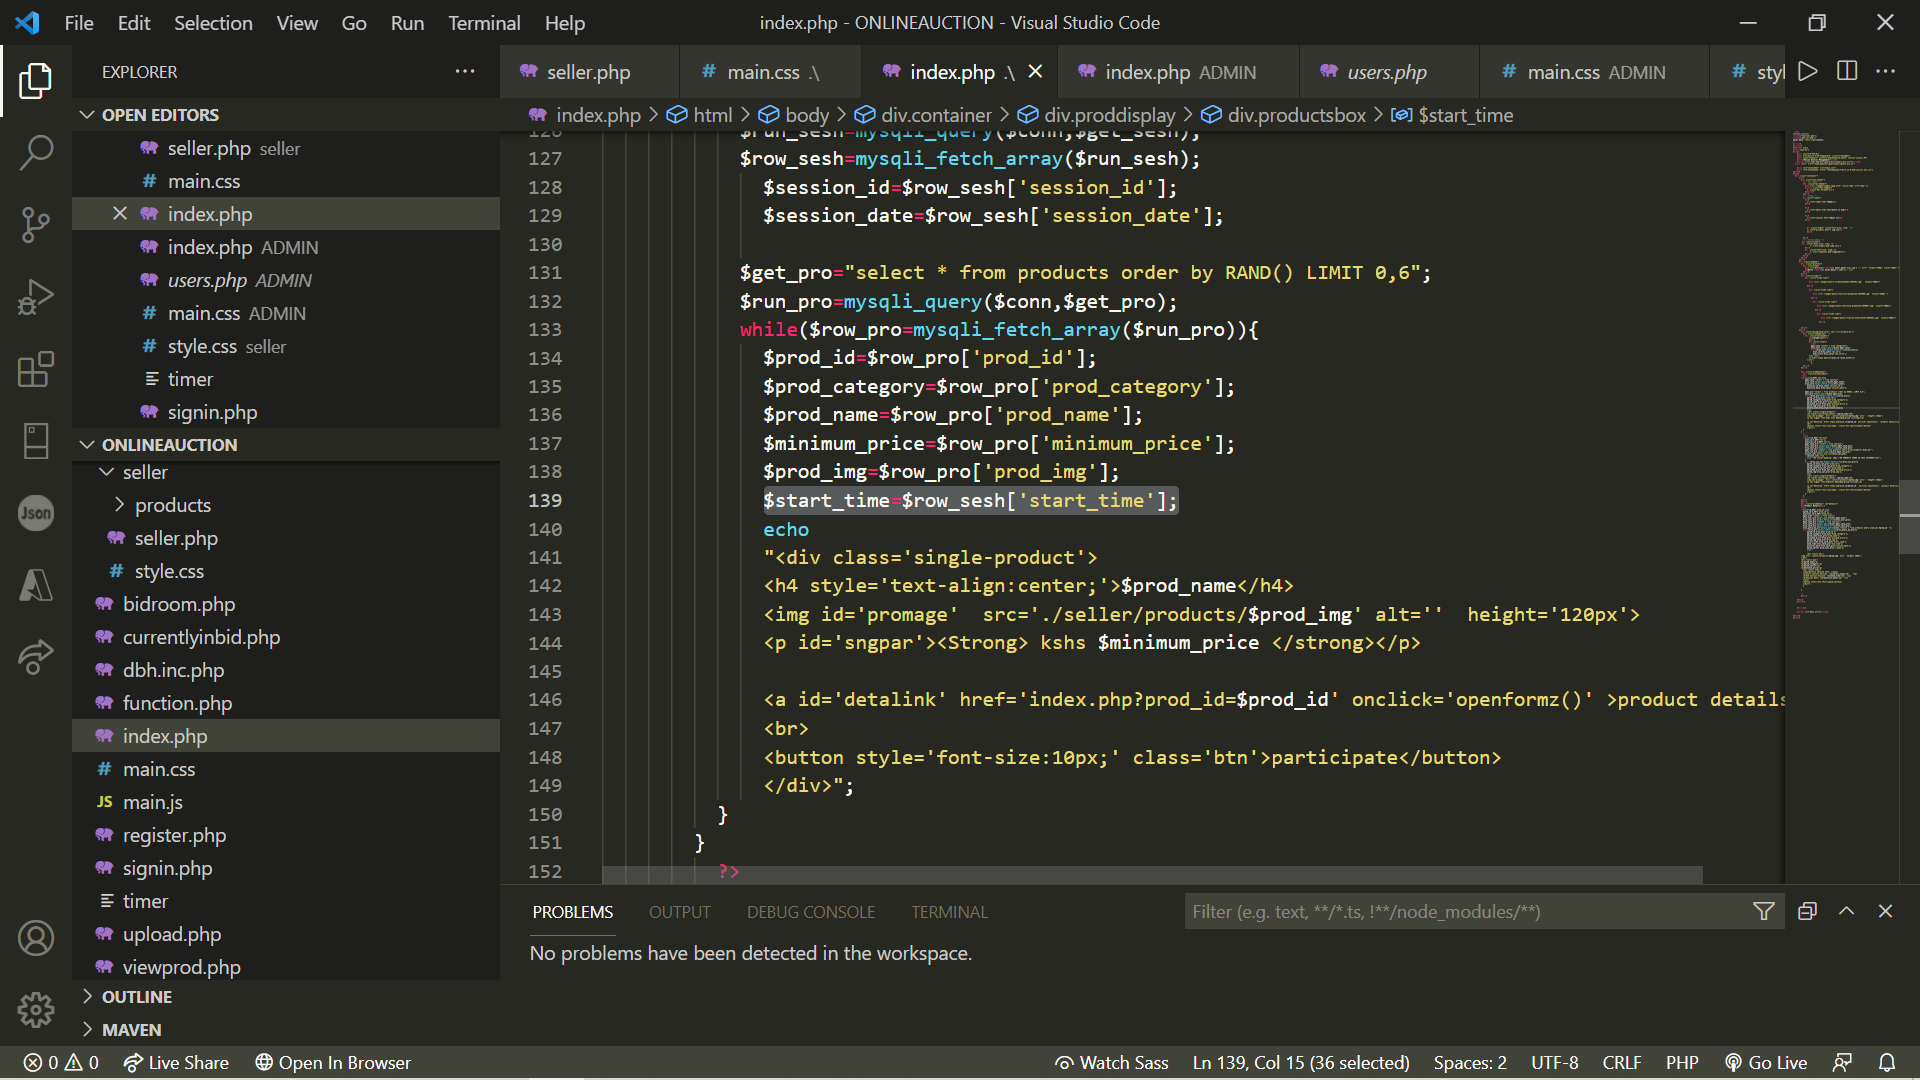 File Edit Selection View Go Run Terminal Help
index.php - ONLINEAUCTION - Visual Studio Code
EXPLORER
seller.php
# main.css .\
index.php .\
index.php ADMIN
users.php
# main.css ADMIN
# styl
OPEN EDITORS
seller.php seller
# main.css
index.php
index.php ADMIN
users.php ADMIN
# main.css ADMIN
# style.css seller
timer
signin.php
ONLINEAUCTION
seller
products
seller.php
# style.css
bidroom.php
currentlyinbid.php
dbh.inc.php
function.php
index.php
# main.css
JS main.js
register.php
signin.php
timer
upload.php
viewprod.php
OUTLINE
MAVEN
Json
index.php > html > body > div.container > div.proddisplay > div.productsbox > $start_time
126 $run_sesh=mysqli_query($conn,$get_sesh);
127 $row_sesh=mysqli_fetch_array($run_sesh);
128 $session_id=$row_sesh['session_id'];
129 $session_date=$row_sesh['session_date'];
130
131 $get_pro="select * from products order by RAND() LIMIT 0,6";
132 $run_pro=mysqli_query($conn,$get_pro);
133 while($row_pro=mysqli_fetch_array($run_pro)){
134 $prod_id=$row_pro['prod_id'];
135 $prod_category=$row_pro['prod_category'];
136 $prod_name=$row_pro['prod_name'];
137 $minimum_price=$row_pro['minimum_price'];
138 $prod_img=$row_pro['prod_img'];
139 $start_time=$row_sesh['start_time'];
140 echo
141 "<div class='single-product'>
142 <h4 style='text-align:center;'>$prod_name</h4>
143 <img id='promage'  src='./seller/products/$prod_img' alt=''  height='120px'>
144 <p id='sngpar'><Strong> kshs $minimum_price </strong></p>
145
146 <a id='detalink' href='index.php?prod_id=$prod_id' onclick='openformz()' >product details
147 <br>
148 <button style='font-size:10px;' class='btn'>participate</button>
149 </div>";
150 }
151 }
152 ?>
PROBLEMS OUTPUT DEBUG CONSOLE TERMINAL
Filter (e.g. text, **/*.ts, !**/node_modules/**)
No problems have been detected in the workspace.
0 0 Live Share Open In Browser
Watch Sass Ln 139, Col 15 (36 selected) Spaces: 2 UTF-8 CRLF PHP Go Live